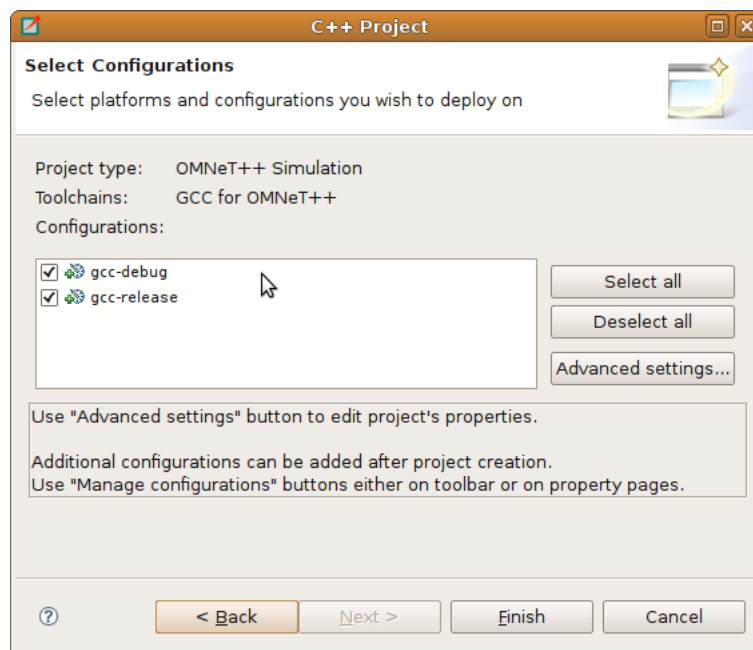 C++ Project
Select Configurations
Select platforms and configurations you wish to deploy on
Project type: OMNeT++ Simulation
Toolchains: GCC for OMNeT++
Configurations:
gcc-debug
gcc-release
Select all
Deselect all
Advanced settings...
Use "Advanced settings" button to edit project's properties.
Additional configurations can be added after project creation.
Use "Manage configurations" buttons either on toolbar or on property pages.
< Back Next > Finish Cancel